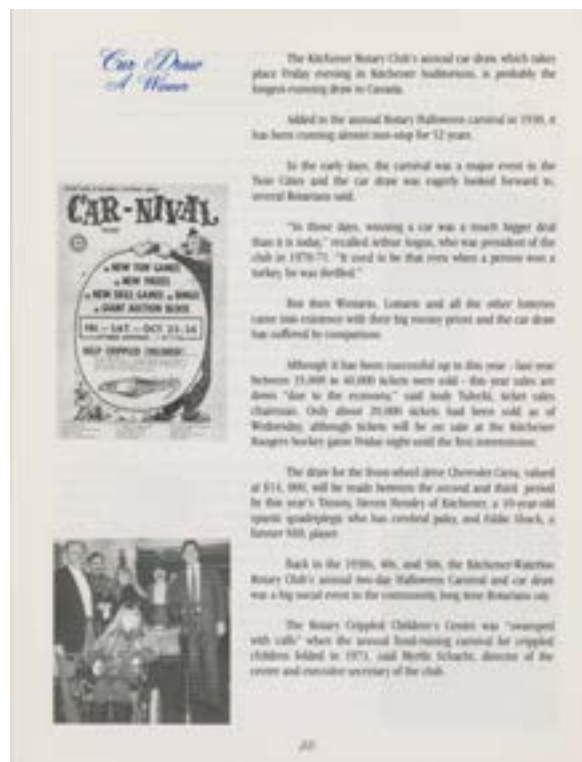 Car Draw
A Winner
The Kitchener Rotary Club's annual car draw, which takes
place Friday evening in Kitchener Auditorium, is probably the
longest-running draw in Canada.
Added to the annual Rotary Halloween carnival in 1930, it
has been running almost non-stop for 52 years.
In the early days, the carnival was a major event in the
Twin Cities and the car draw was eagerly looked forward to,
several Rotarians said.
"In those days, winning a car was a much bigger deal
than it is today," recalled Arthur who was president of the
club in 1970-71. "It used to be that even when a person won a
turkey, he was thrilled."
But then Wintario, Lottario and all the other lotteries
came into existence with their big money prizes and the car draw
has suffered by comparison.
Although it has been successful up to this year - last year
between 35,000 to 40,000 tickets were sold - this year sales are
down "due to the economy," said Andy ticket sales
chairman. Only about 20,000 tickets had been sold as of
Wednesday, although tickets will be on sale at the Kitchener
Rangers hockey game Friday night until the first intermission.
The draw for the front-wheel drive Chevrolet valued
at $14, 000, will be made between the second and third period
by this year's Timmy, Steven of Kitchener, a 10-year-old
spastic quadriplegic who has cerebral palsy, and Eddie Shack, a
former NHL player.
Back in the 1930s, 40s, and 50s, the Kitchener-Waterloo
Rotary Club's annual two-day Halloween Carnival and car draw
was a big social event in the community, long time Rotarians say.
The Rotary Crippled Children's Centre was "swamped
with calls" when the annual fund-raising carnival for crippled
children folded in 1971, said Schacht, director of the
centre and executive secretary of the club.
CAR-NIVAL
NEW FUN GAMES
NEW PRIZES
NEW SKILL GAMES BINGO
GIANT AUCTION BLOCK
FRI - SAT - OCT
HELP CRIPPLED CHILDREN!